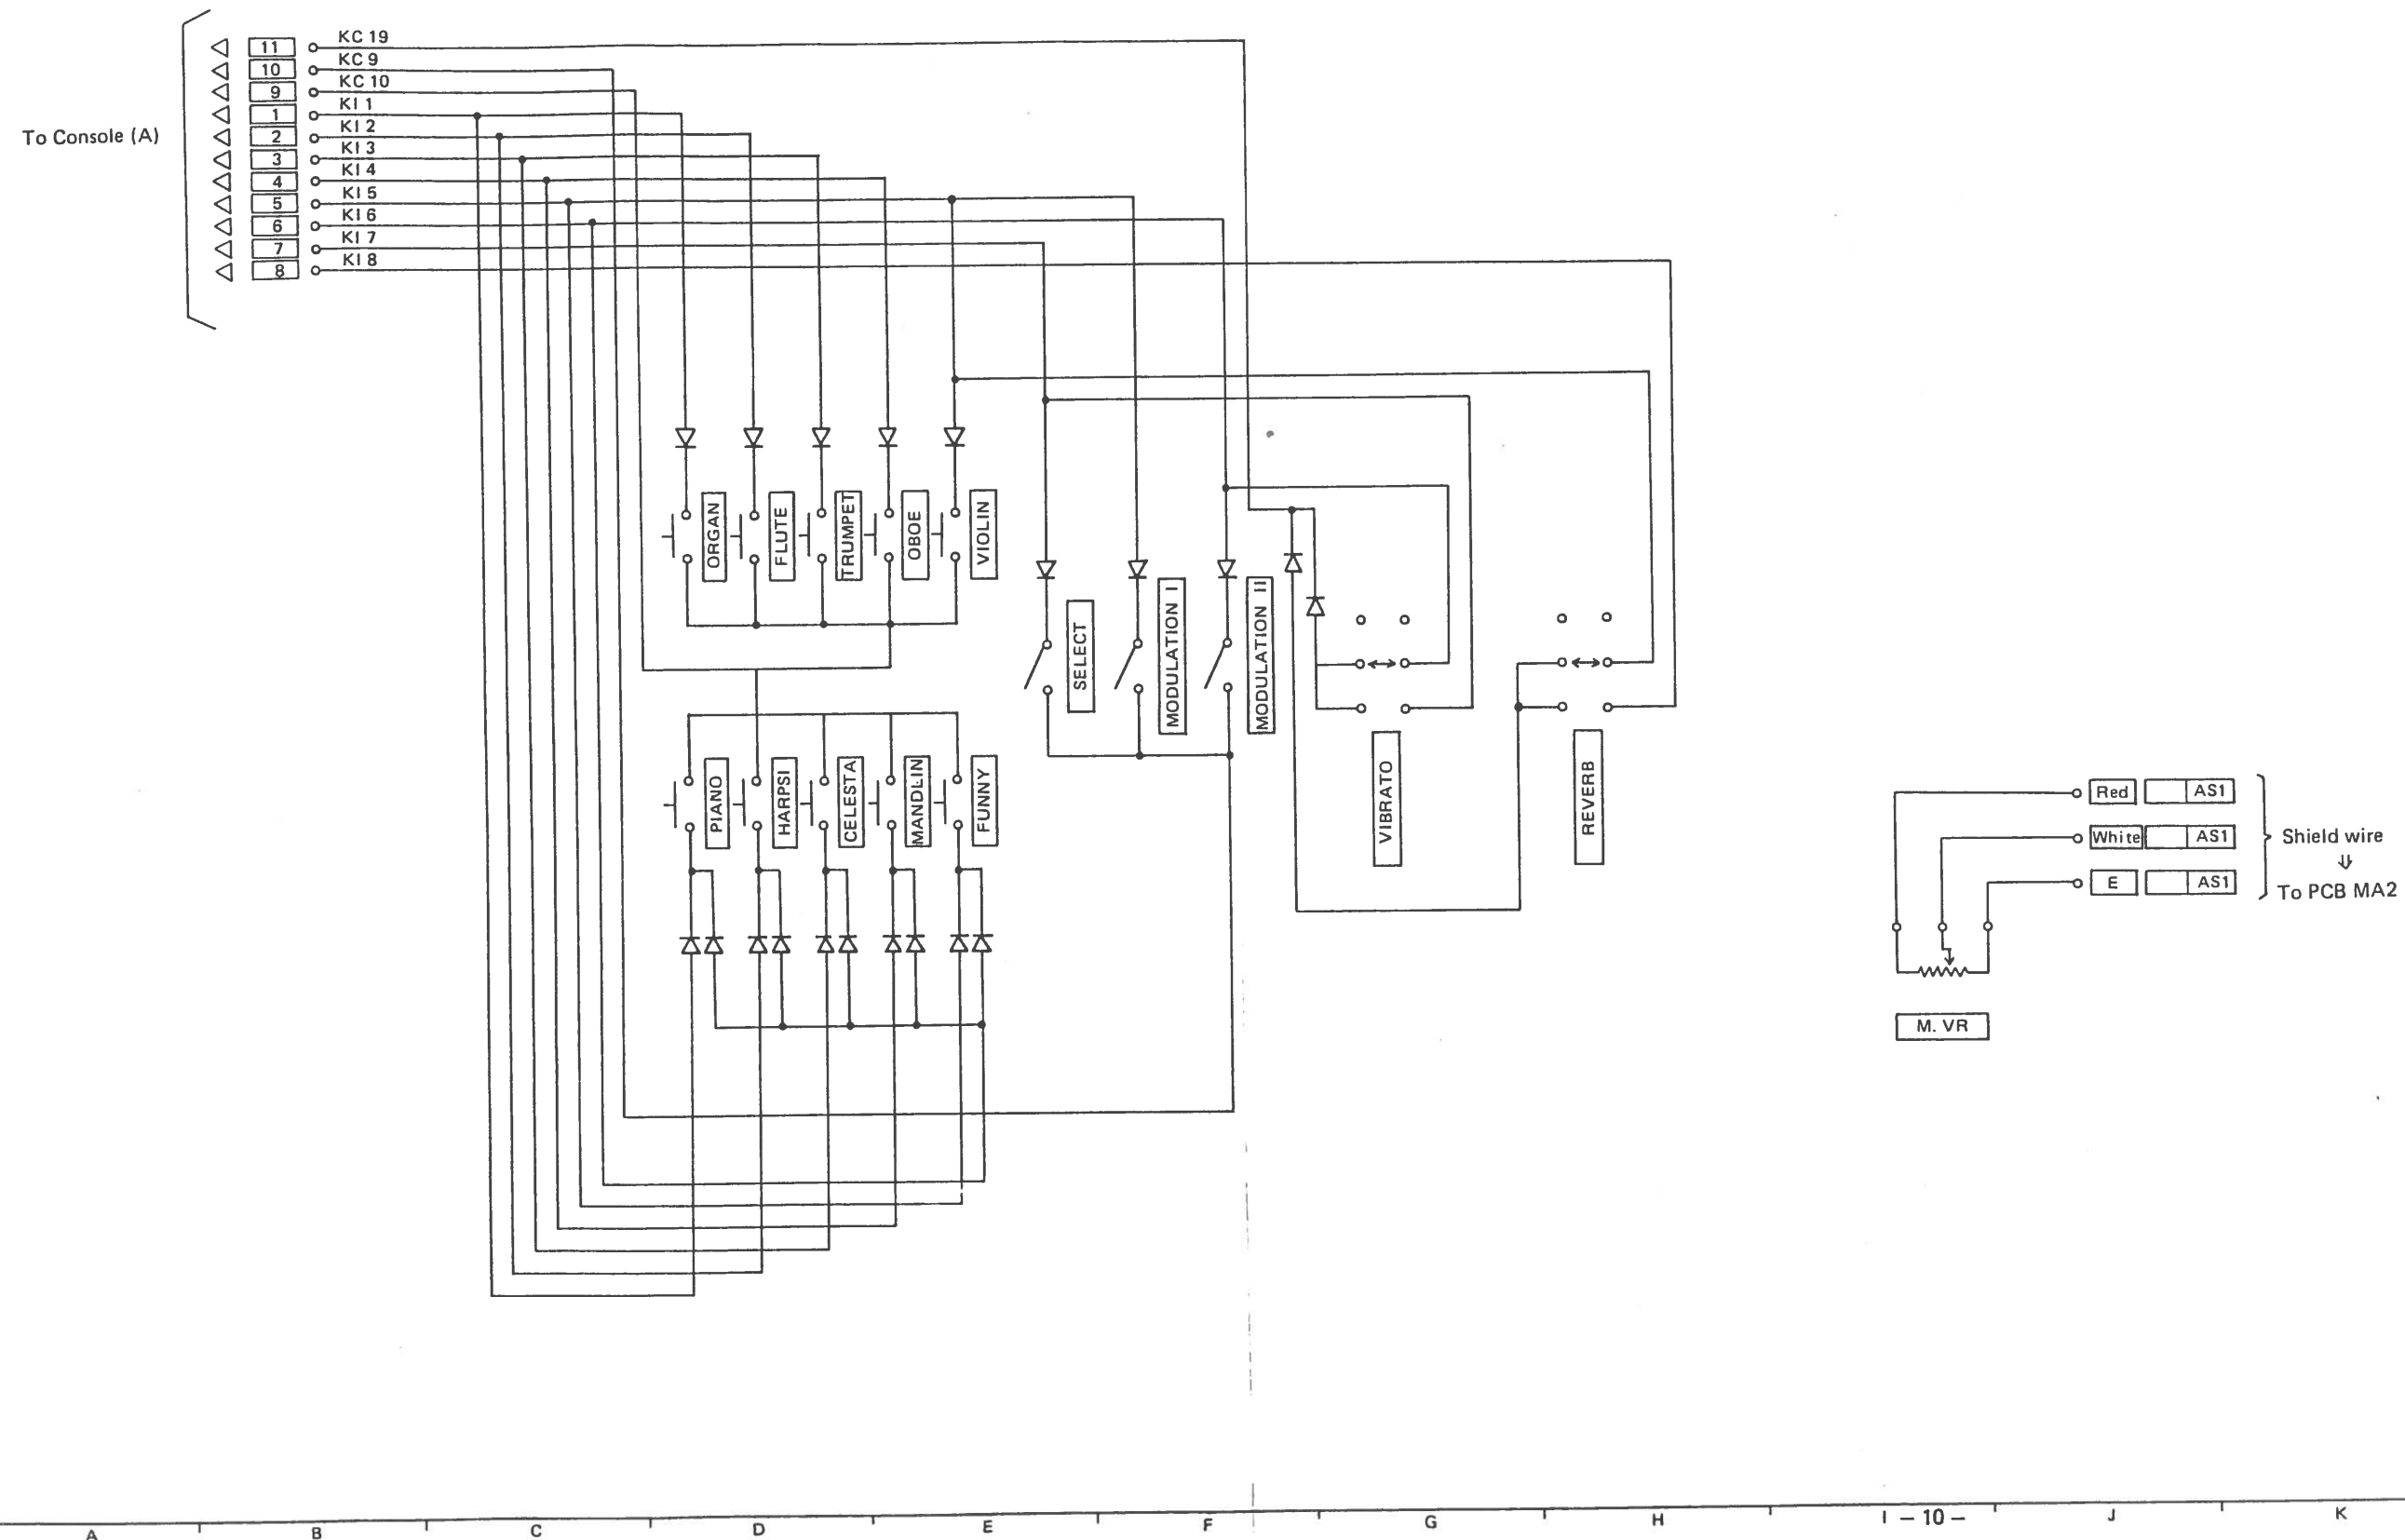 To Console (A)
11 KC 19
10 KC 9
9 KC 10
1 KI 1
2 KI 2
3 KI 3
4 KI 4
5 KI 5
6 KI 6
7 KI 7
8 KI 8
ORGAN
FLUTE
TRUMPET
OBOE
VIOLIN
SELECT
MODULATION I
MODULATION II
PIANO
HARPSI
CELESTA
MANDLIN
FUNNY
VIBRATO
REVERB
Red AS1
White AS1
E AS1
Shield wire
⇓
To PCB MA2
M. VR
A B C D E F G H I – 10 – J K